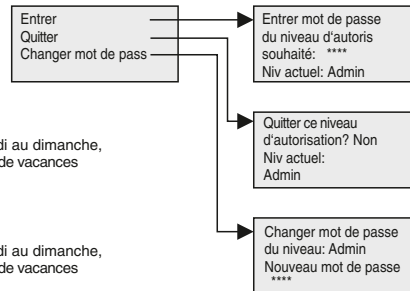 Entrer
Quitter
Changer mot de pass
Entrer mot de passe
du niveau d'autoris
souhaité: ****
Niv actuel: Admin
Quitter ce niveau
d'autorisation? Non
Niv actuel:
Admin
di au dimanche,
de vacances
Changer mot de passe
du niveau: Admin
Nouveau mot de passe
****
di au dimanche,
de vacances